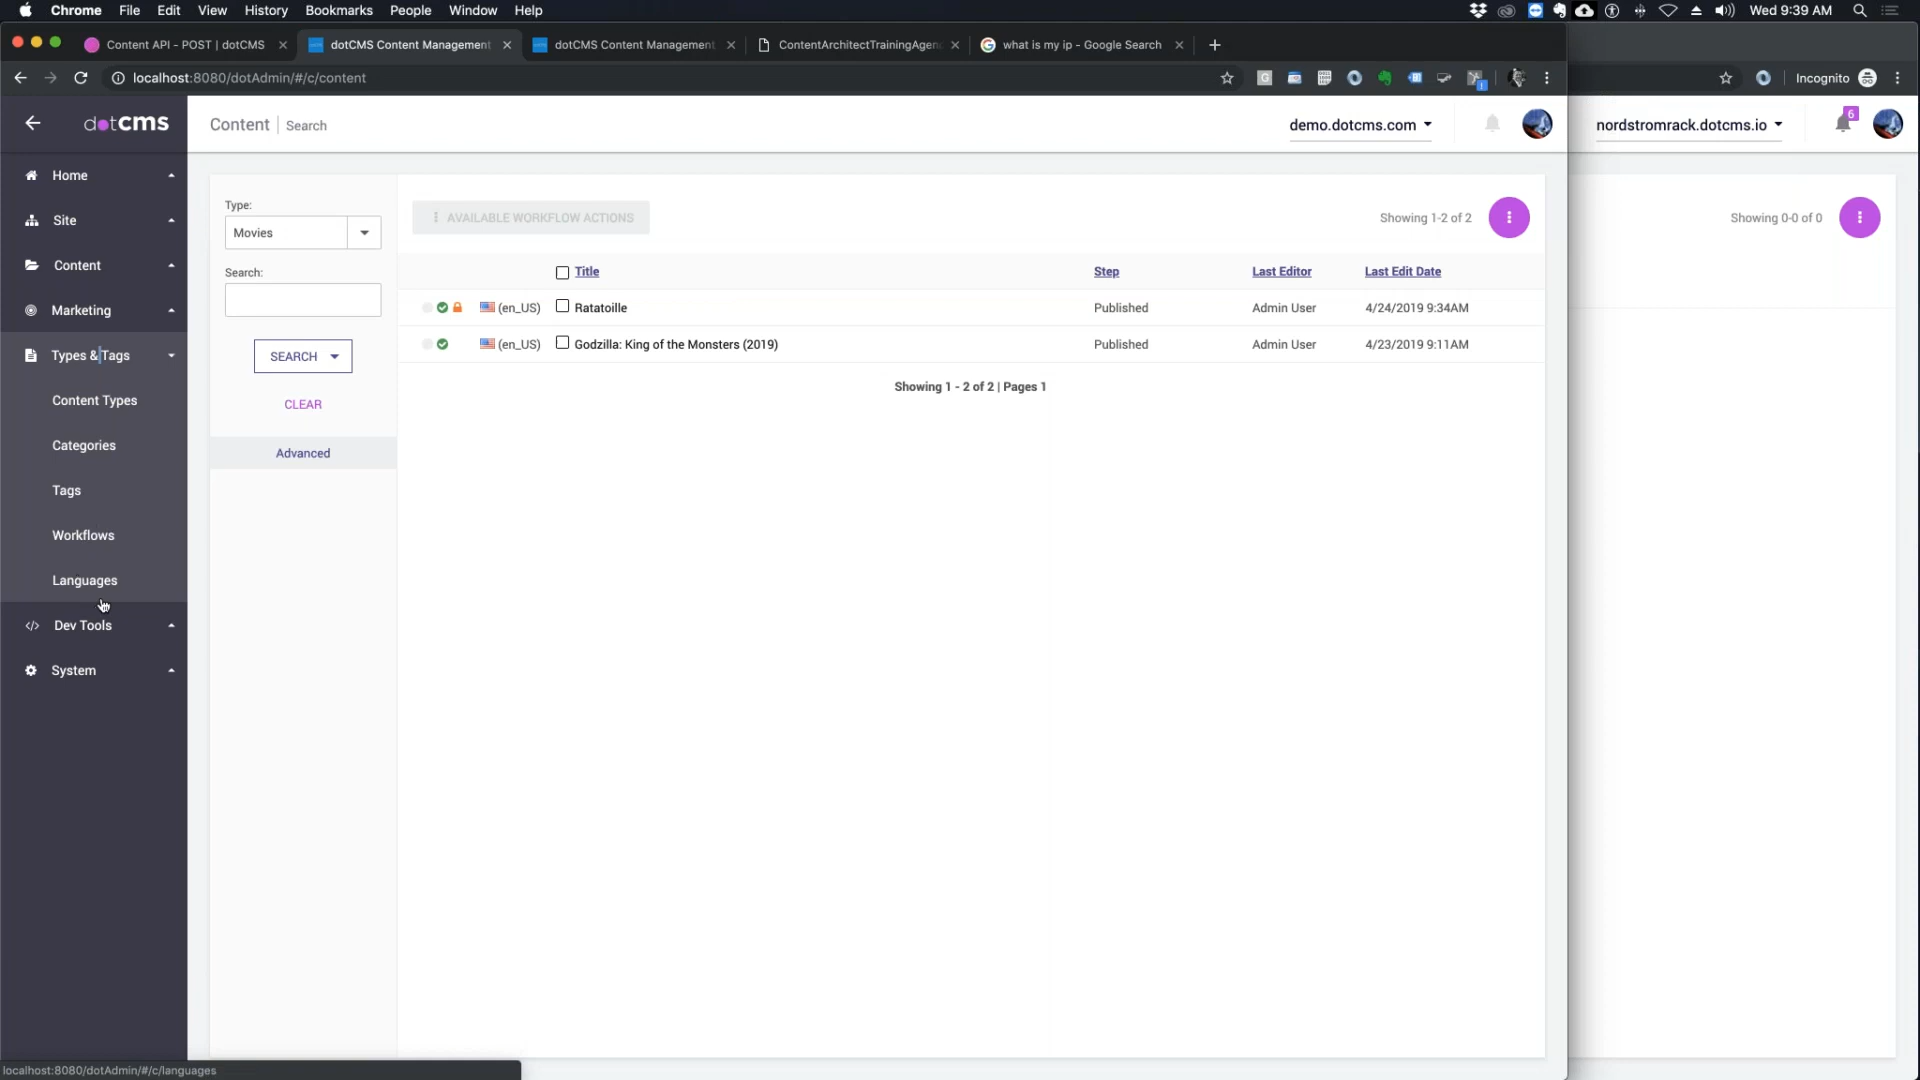 Chrome File Edit View History Bookmarks People Window Help Wed 9:39 AM
Content API - POST | dotCMS dotCMS Content Management dotCMS Content Management ContentArchitectTrainingAgen what is my ip - Google Search
localhost:8080/dotAdmin/#/c/content Incognito
dotCMS Content | Search demo.dotcms.com nordstromrack.dotcms.io 6
Home
Site
Content
Marketing
Types & Tags
Content Types
Categories
Tags
Workflows
Languages
Dev Tools
System
Type:
Movies
Search:
SEARCH
CLEAR
Advanced
AVAILABLE WORKFLOW ACTIONS Showing 1-2 of 2 Showing 0-0 of 0
Title Step Last Editor Last Edit Date
(en_US) Ratatoille Published Admin User 4/24/2019 9:34AM
(en_US) Godzilla: King of the Monsters (2019) Published Admin User 4/23/2019 9:11AM
Showing 1 - 2 of 2 | Pages 1
localhost:8080/dotAdmin/#/c/languages